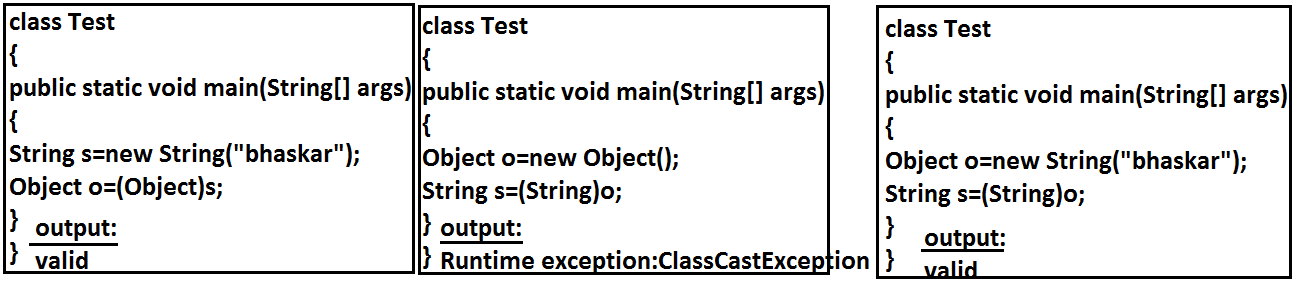 class Test
{
public static void main(String[] args)
{
String s=new String("bhaskar");
Object o=(Object)s;
}
output:
} valid
class Test
{
public static void main(String[] args)
{
Object o=new Object();
String s=(String)o;
} output:
} Runtime exception:ClassCastException
class Test
{
public static void main(String[] args)
{
Object o=new String("bhaskar");
String s=(String)o;
}
output:
} valid